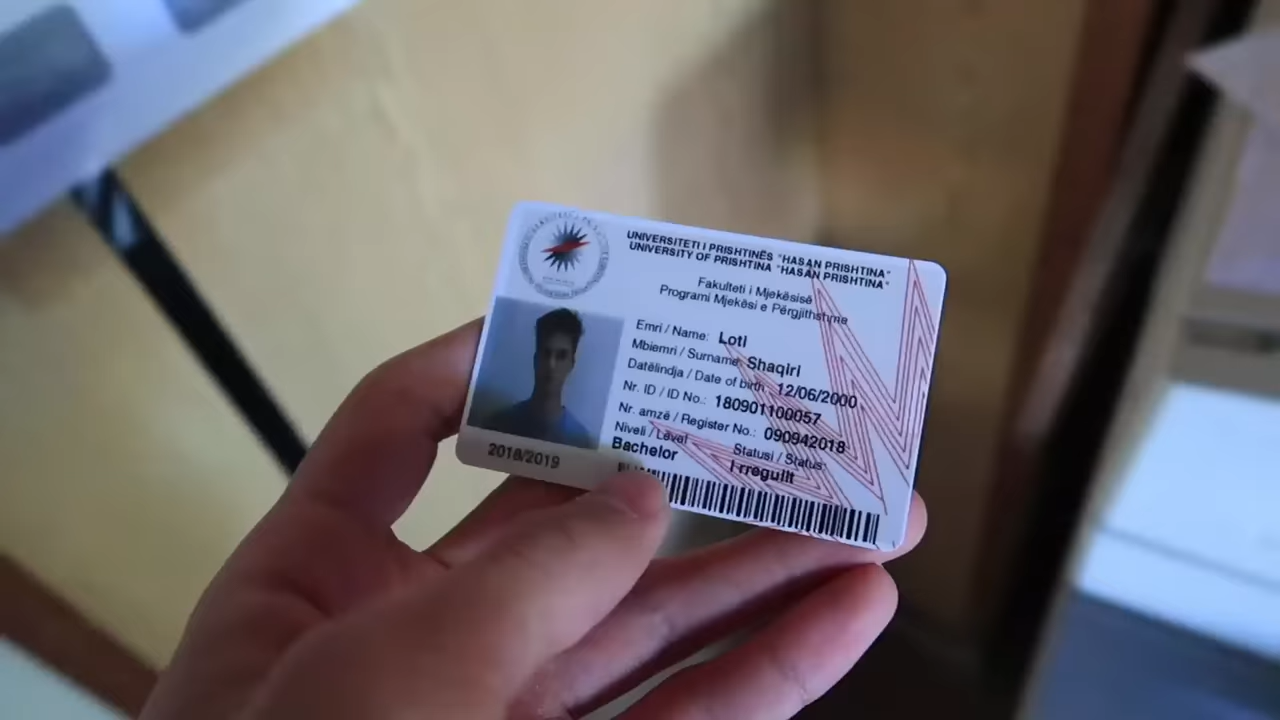 UNIVERSITETI I PRISHTINËS "HASAN PRISHTINA"
UNIVERSITY OF PRISHTINA "HASAN PRISHTINA"
Fakulteti i Mjekësisë
Programi Mjekësi e Përgjithshme
Emri / Name: Loti
Mbiemri / Surname: Shaqiri
Datëlindja / Date of birth 12/06/2000
Nr. ID / ID No.: 180901100057
Nr. amzë / Register No.: 090942018
Niveli / Level Statusi / Status:
Bachelor I rregullt
2018/2019